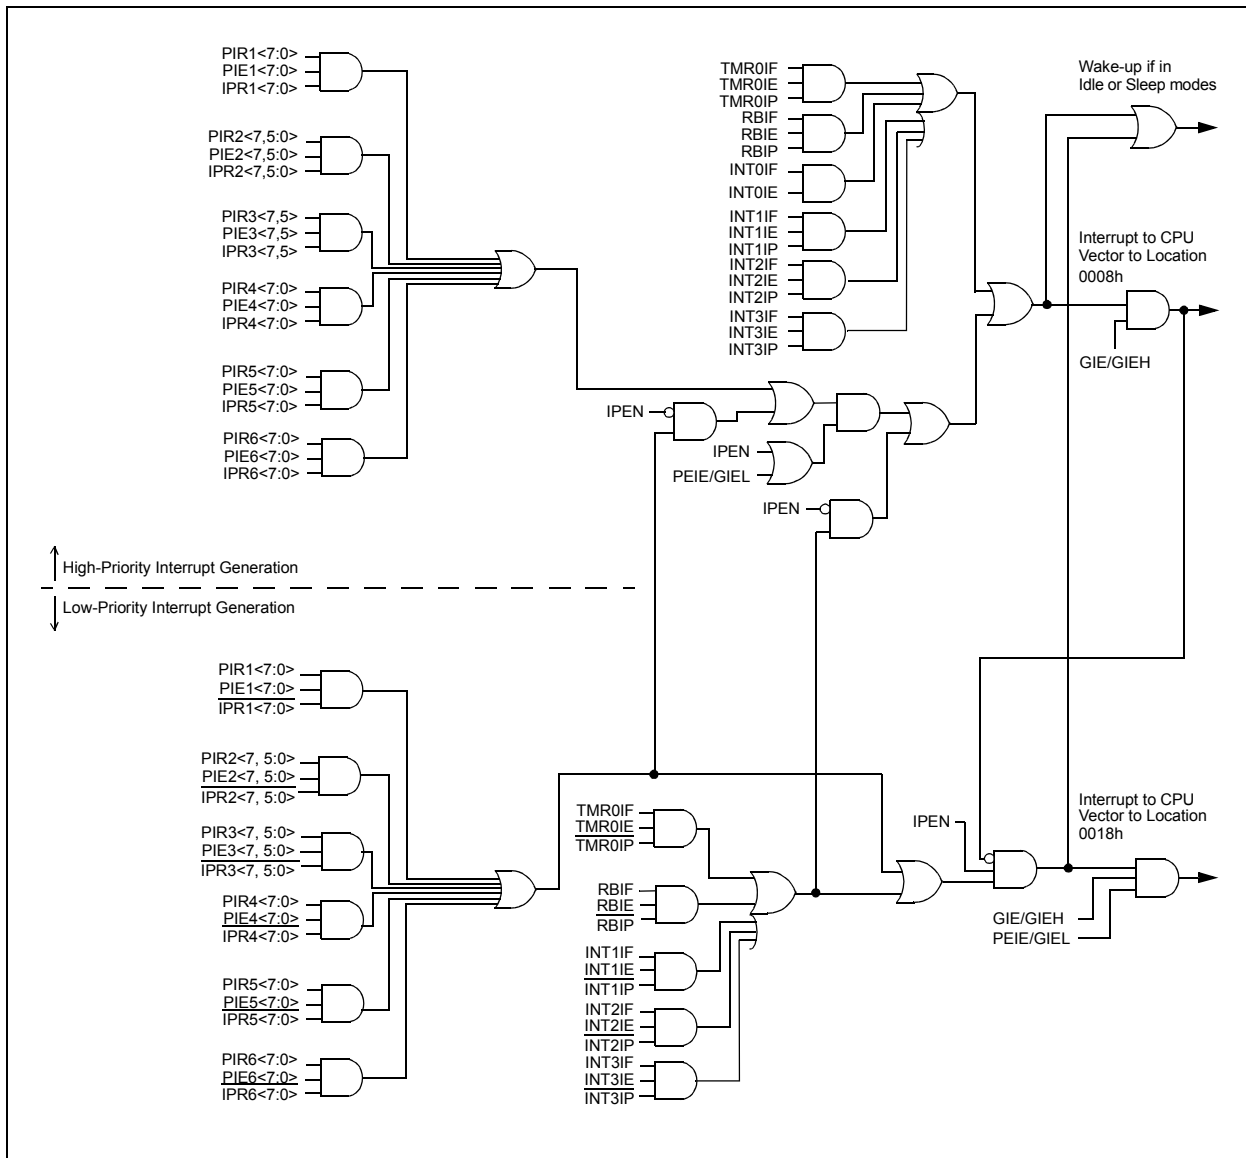 PIR1<7:0>
PIE1<7:0>
IPR1<7:0>
PIR2<7,5:0>
PIE2<7,5:0>
IPR2<7,5:0>
PIR3<7,5>
PIE3<7,5>
IPR3<7,5>
PIR4<7:0>
PIE4<7:0>
IPR4<7:0>
PIR5<7:0>
PIE5<7:0>
IPR5<7:0>
PIR6<7:0>
PIE6<7:0>
IPR6<7:0>
TMR0IF
TMR0IE
TMR0IP
RBIF
RBIE
RBIP
INT0IF
INT0IE
INT1IF
INT1IE
INT1IP
INT2IF
INT2IE
INT2IP
INT3IF
INT3IE
INT3IP
Wake-up if in
Idle or Sleep modes
Interrupt to CPU
Vector to Location
0008h
GIE/GIEH
IPEN
IPEN
PEIE/GIEL
IPEN
High-Priority Interrupt Generation
Low-Priority Interrupt Generation
PIR1<7:0>
PIE1<7:0>
IPR1<7:0>
PIR2<7, 5:0>
PIE2<7, 5:0>
IPR2<7, 5:0>
PIR3<7, 5:0>
PIE3<7, 5:0>
IPR3<7, 5:0>
PIR4<7:0>
PIE4<7:0>
IPR4<7:0>
PIR5<7:0>
PIE5<7:0>
IPR5<7:0>
PIR6<7:0>
PIE6<7:0>
IPR6<7:0>
TMR0IF
TMR0IE
TMR0IP
RBIF
RBIE
RBIP
INT1IF
INT1IE
INT1IP
INT2IF
INT2IE
INT2IP
INT3IF
INT3IE
INT3IP
IPEN
Interrupt to CPU
Vector to Location
0018h
GIE/GIEH
PEIE/GIEL